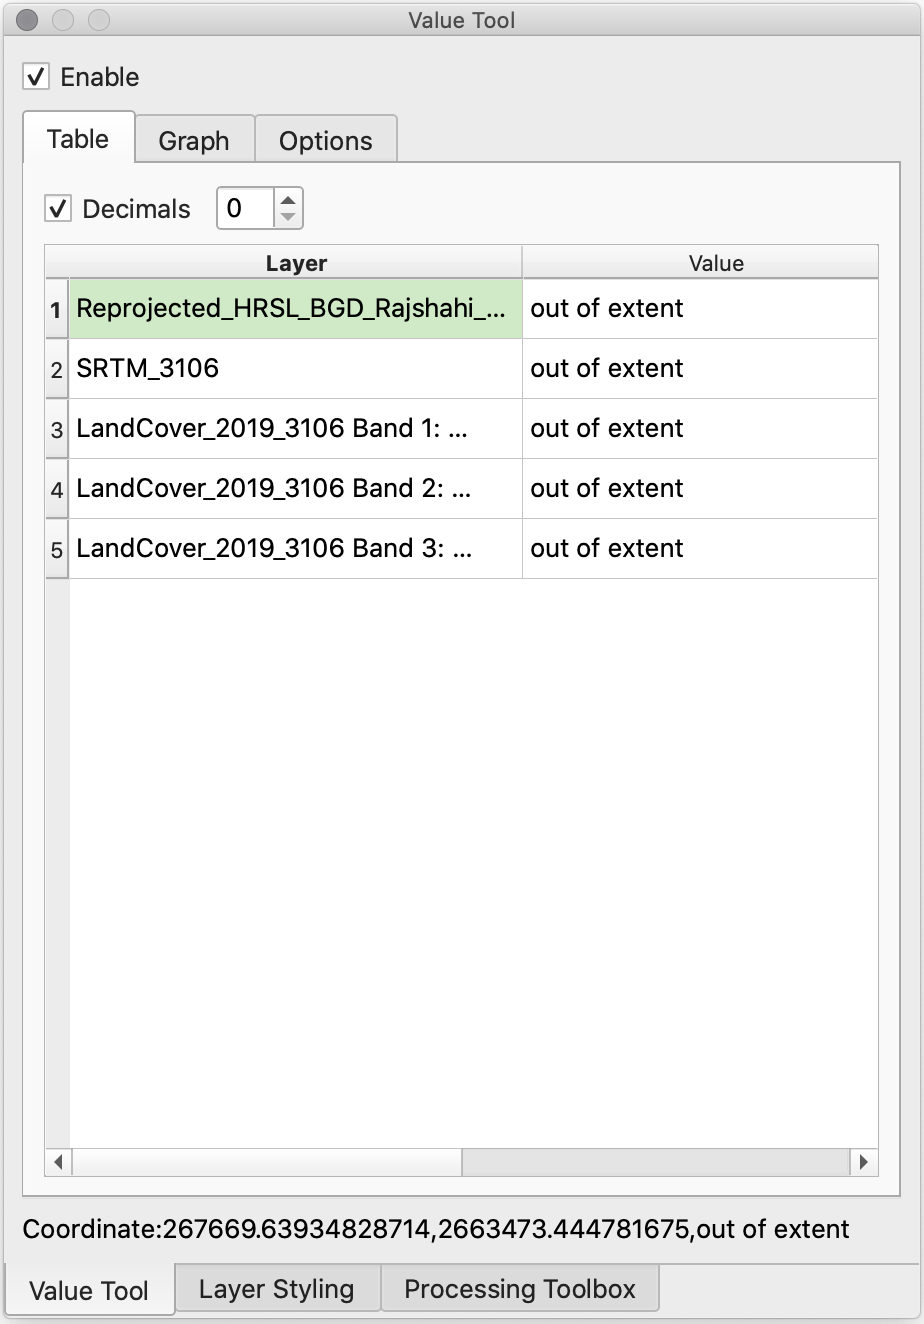 Value Tool
Enable
Table Graph Options
Decimals 0
Layer Value
1 Reprojected_HRSL_BGD_Rajshahi_... out of extent
2 SRTM_3106 out of extent
3 LandCover_2019_3106 Band 1: ... out of extent
4 LandCover_2019_3106 Band 2: ... out of extent
5 LandCover_2019_3106 Band 3: ... out of extent
Coordinate:267669.63934828714,2663473.444781675,out of extent
Value Tool Layer Styling Processing Toolbox